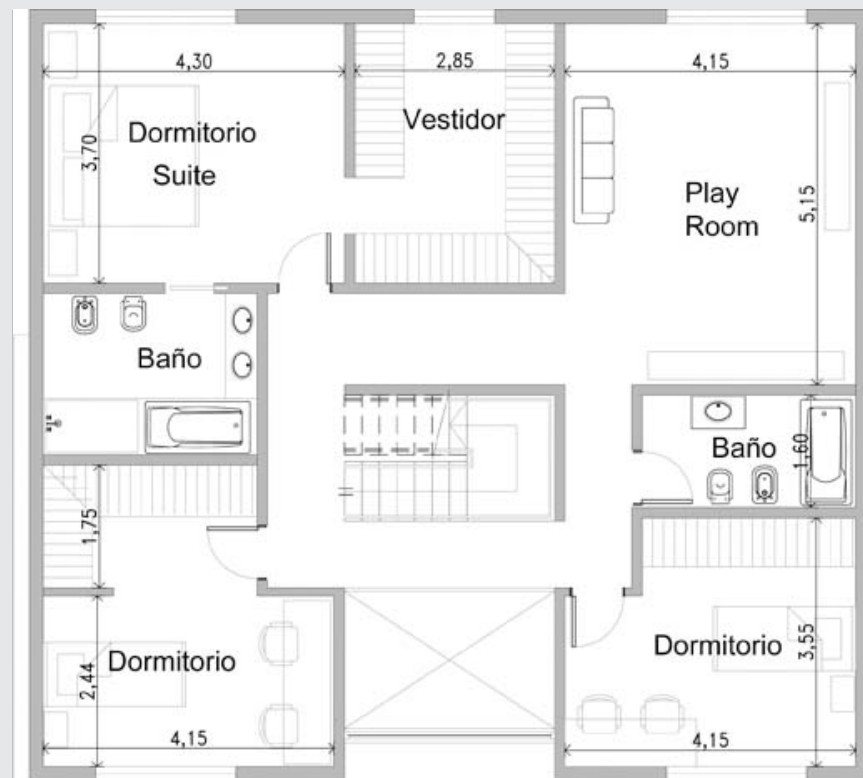 4,30
2,85
4,15
Dormitorio
Suite
3,70
Vestidor
Play
Room
5,15
Baño
Baño
1,60
1,75
Dormitorio
2,44
4,15
Dormitorio
3,55
4,15